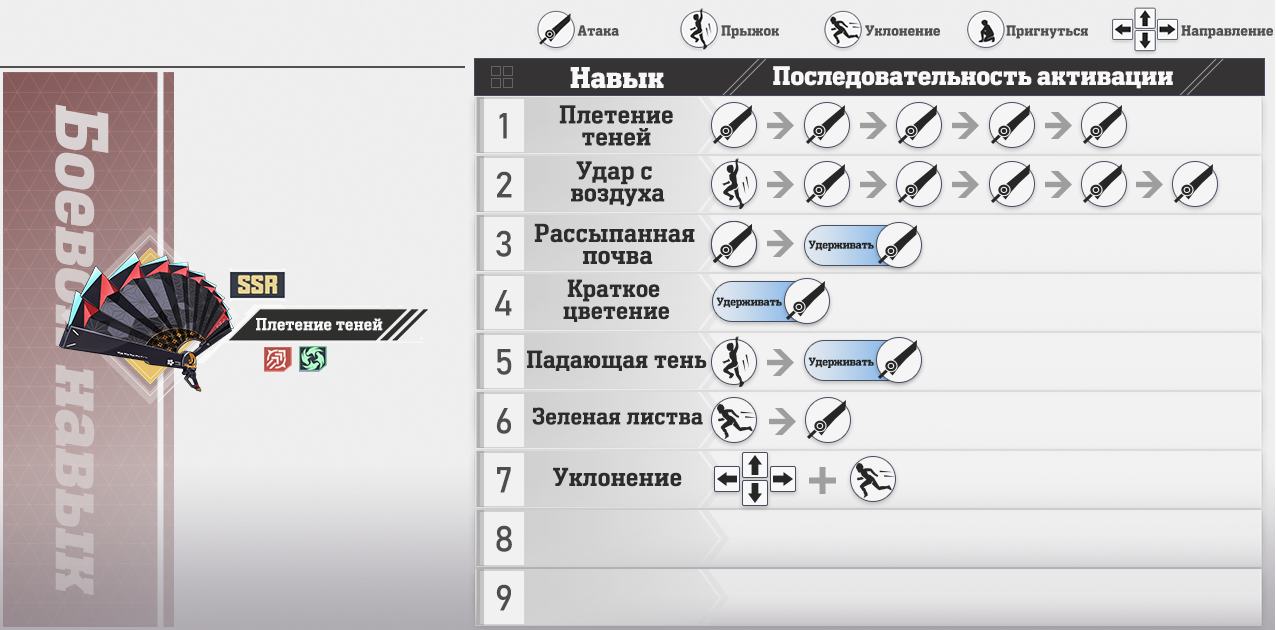 Атака
Прыжок
Уклонение
Пригнуться
Направление
Навык
Последовательность активации
Боевой навык
SSR
Плетение теней
1
Плетение
теней
2
Удар с
воздуха
3
Рассыпанная
почва
Удерживать
4
Краткое
цветение
Удерживать
5
Падающая тень
Удерживать
6
Зеленая листва
7
Уклонение
8
9